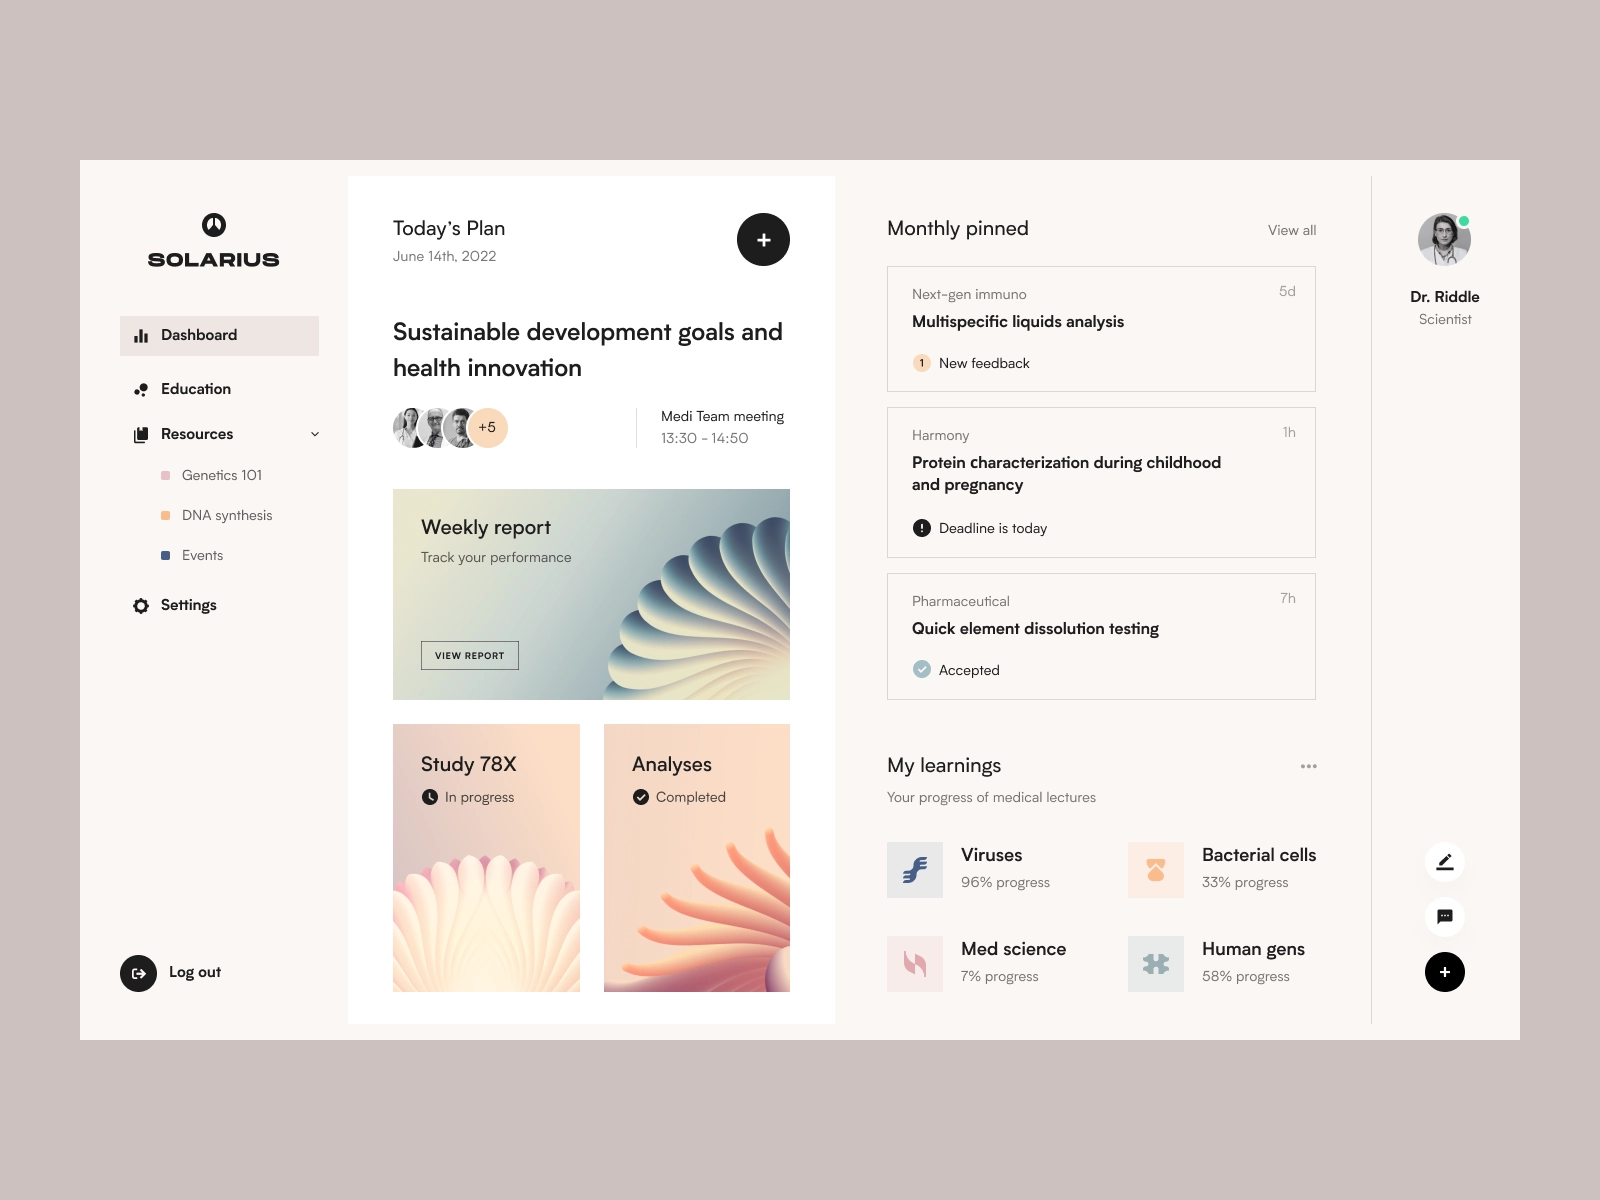 SOLARIUS
Dashboard
Education
Resources
Genetics 101
DNA synthesis
Events
Settings
Log out
Today’s Plan
June 14th, 2022
+
Sustainable development goals and
health innovation
+5
Medi Team meeting
13:30 - 14:50
Weekly report
Track your performance
VIEW REPORT
Study 78X
In progress
Analyses
Completed
Monthly pinned
View all
Next-gen immuno
5d
Multispecific liquids analysis
1 New feedback
Harmony
1h
Protein characterization during childhood
and pregnancy
! Deadline is today
Pharmaceutical
7h
Quick element dissolution testing
Accepted
My learnings
Your progress of medical lectures
Viruses
96% progress
Bacterial cells
33% progress
Med science
7% progress
Human gens
58% progress
Dr. Riddle
Scientist
+